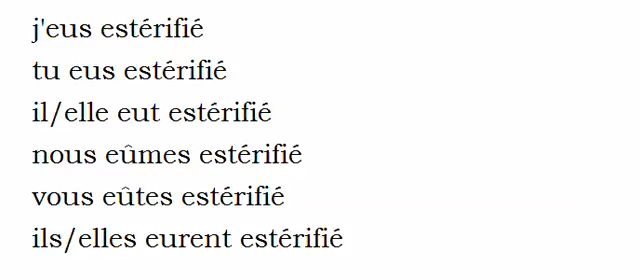 j'eus estérifié
tu eus estérifié
il/elle eut estérifié
nous eûmes estérifié
vous eûtes estérifié
ils/elles eurent estérifié